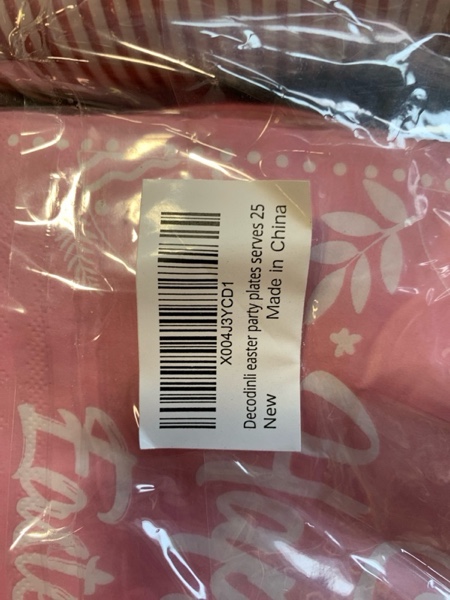 X004J3YCD1
Decodinli easter party plates serves 25
New Made in China